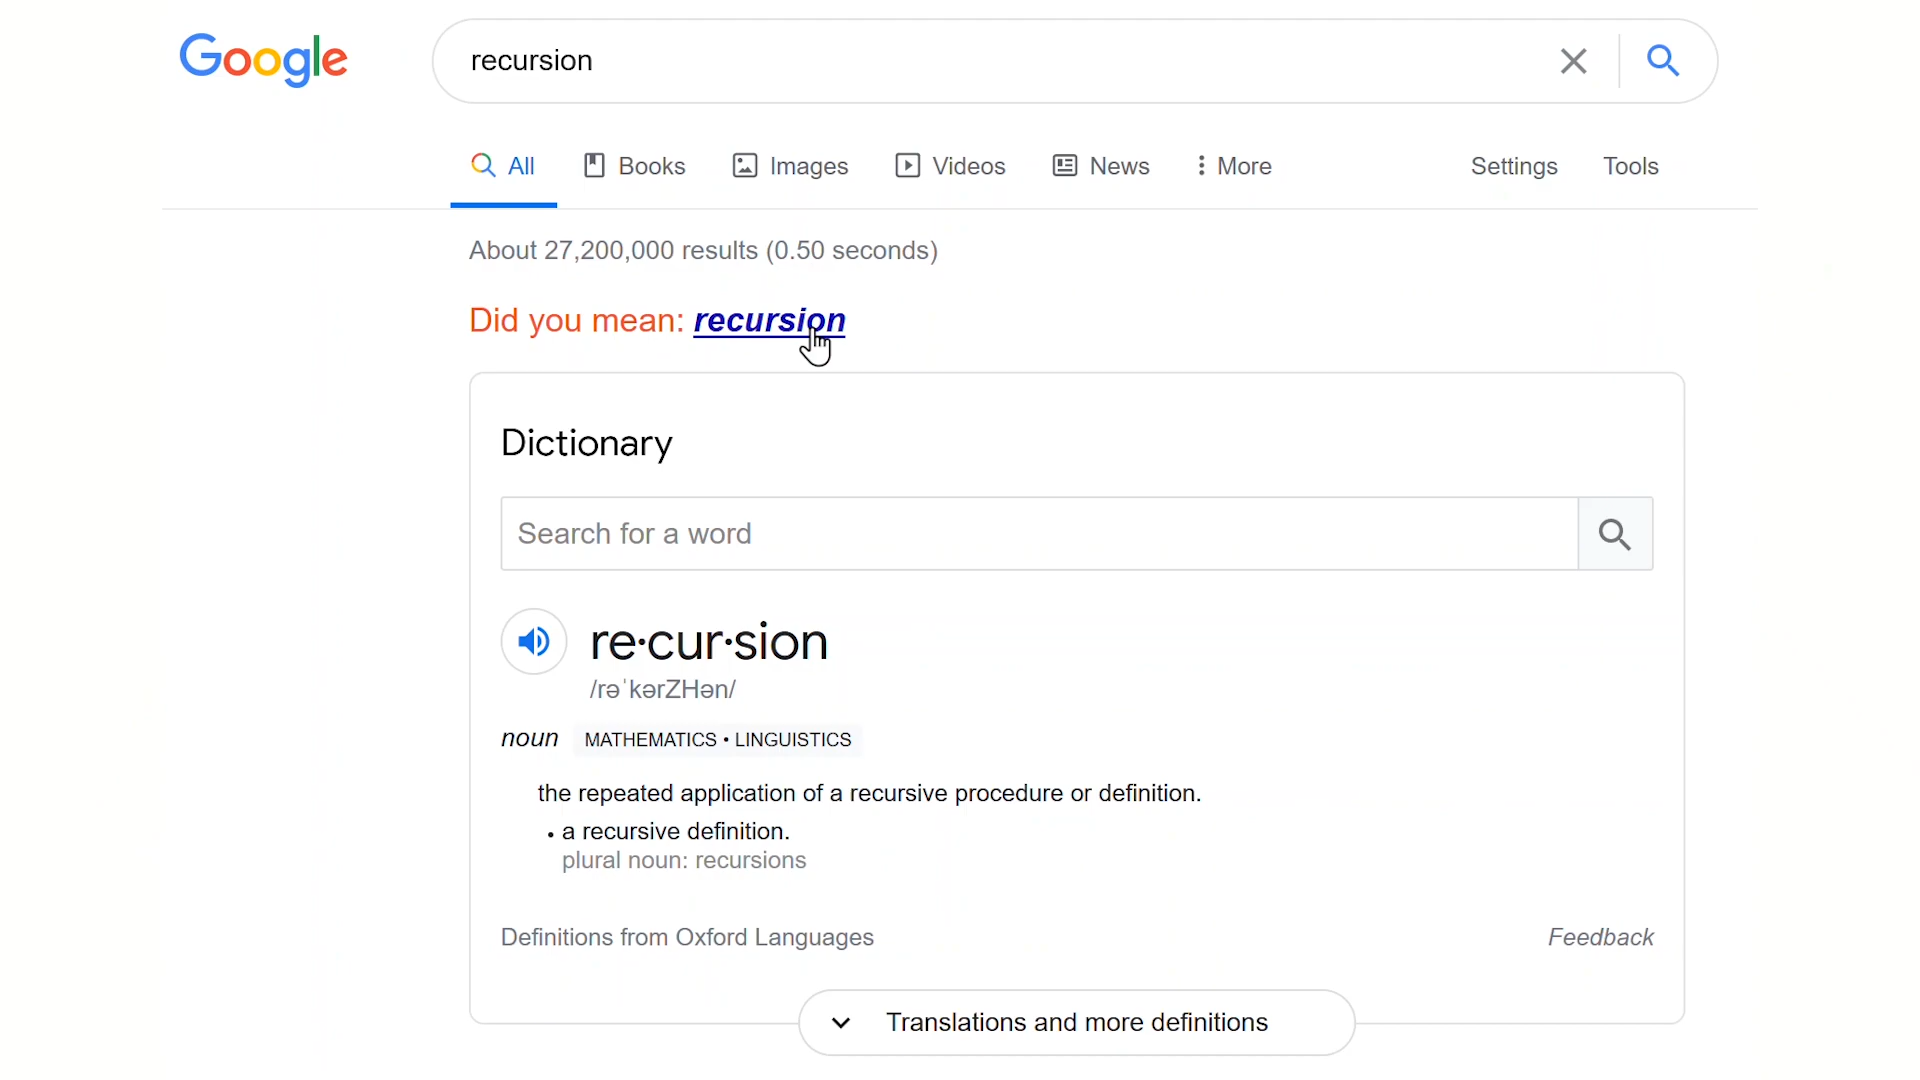 Google
recursion
All Books Images Videos News More Settings Tools
About 27,200,000 results (0.50 seconds)
Did you mean: recursion
Dictionary
Search for a word
re·cur·sion
/rəˈkərZHən/
noun MATHEMATICS • LINGUISTICS
the repeated application of a recursive procedure or definition.
• a recursive definition.
plural noun: recursions
Definitions from Oxford Languages Feedback
Translations and more definitions